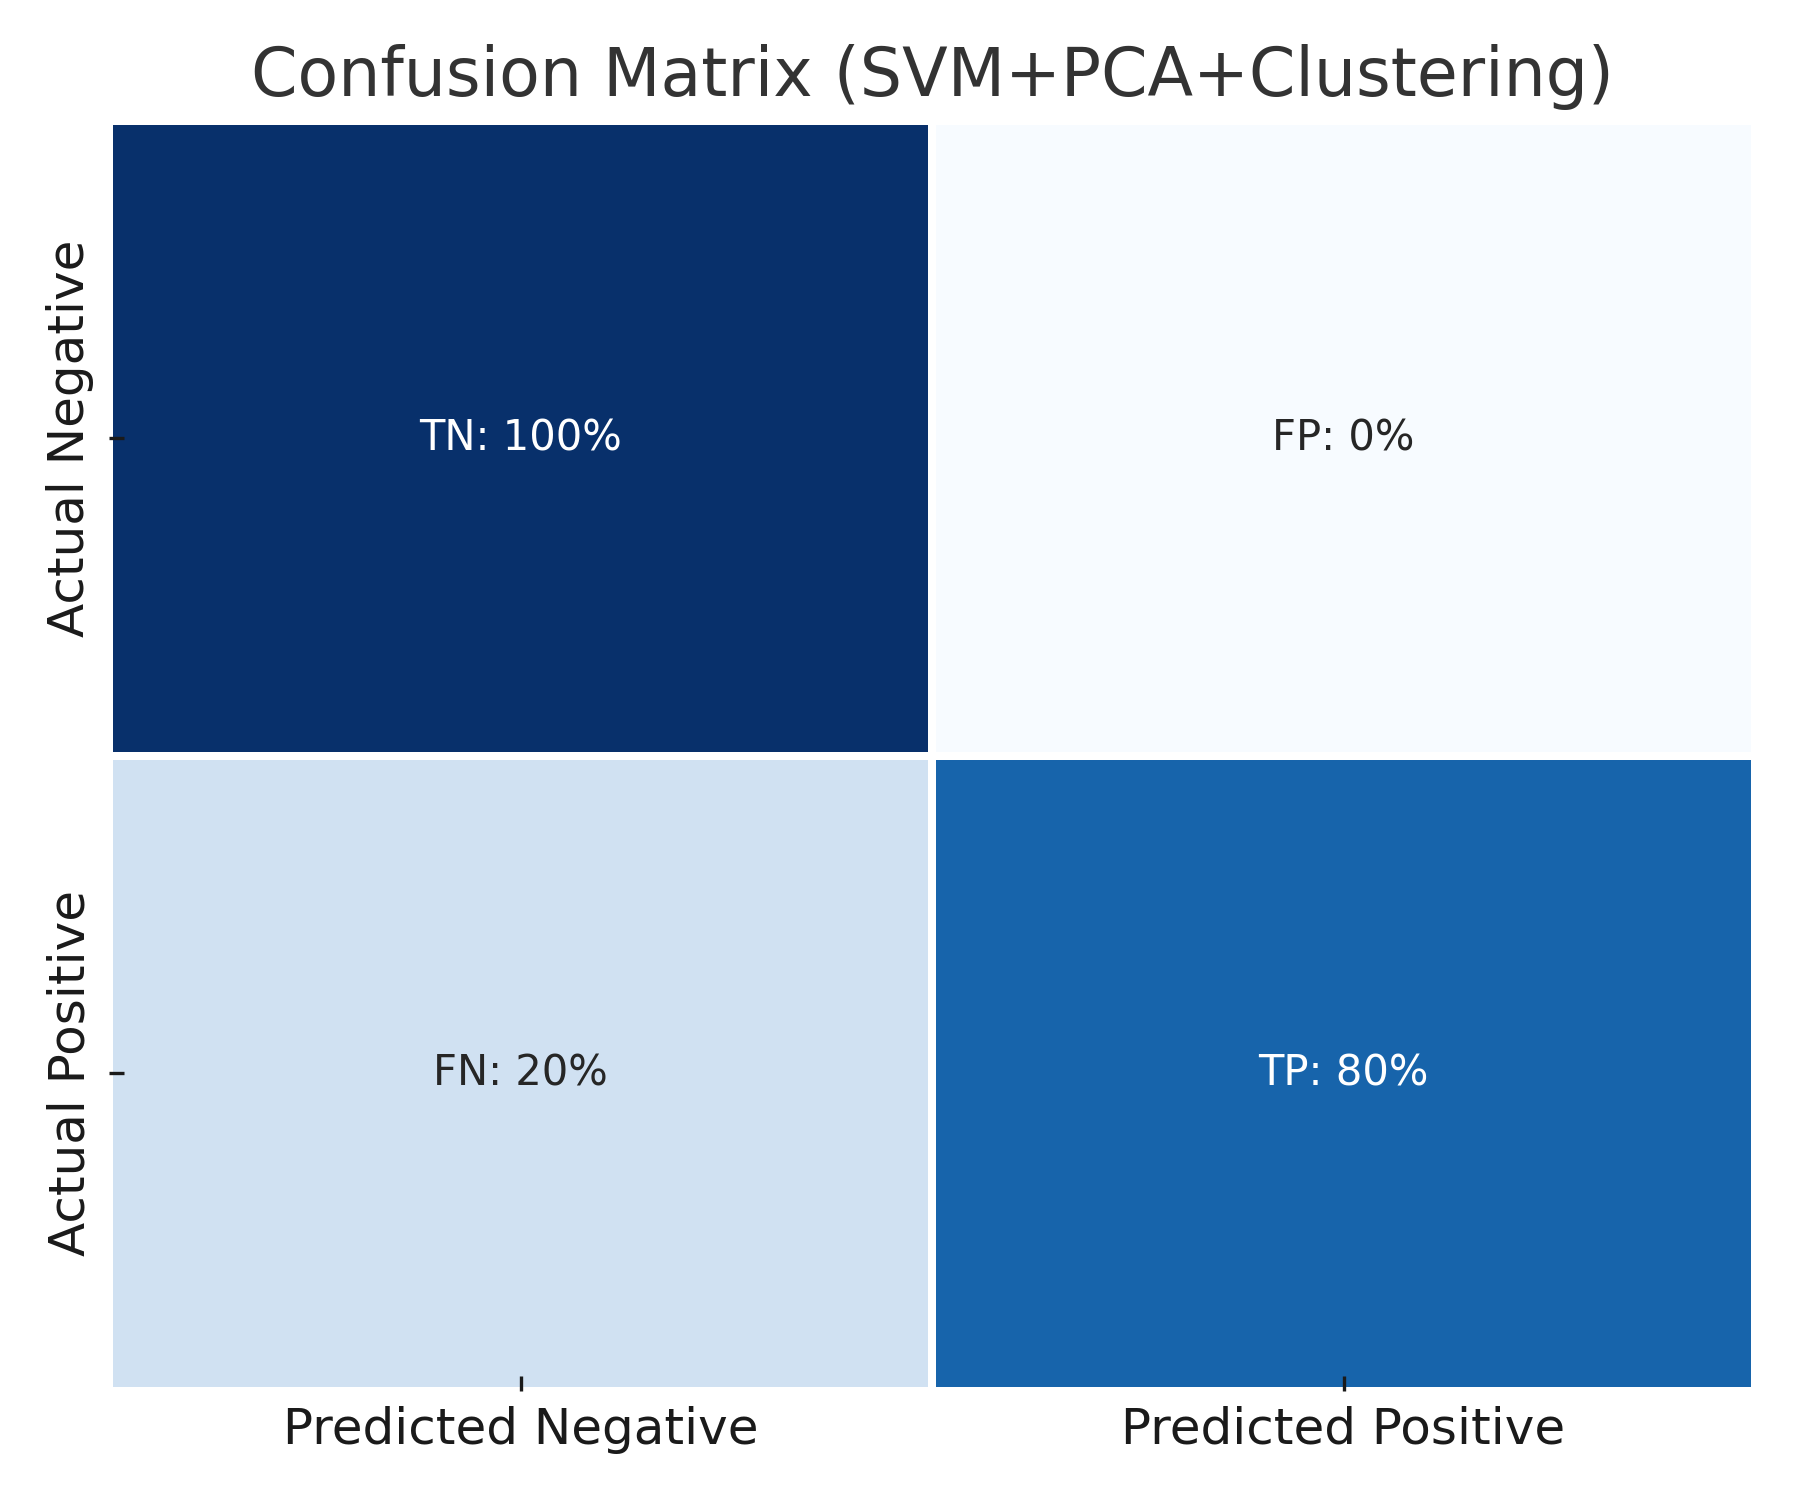 Confusion Matrix (SVM+PCA+Clustering)
Actual Negative
TN: 100%
FP: 0%
Actual Positive
FN: 20%
TP: 80%
Predicted Negative
Predicted Positive